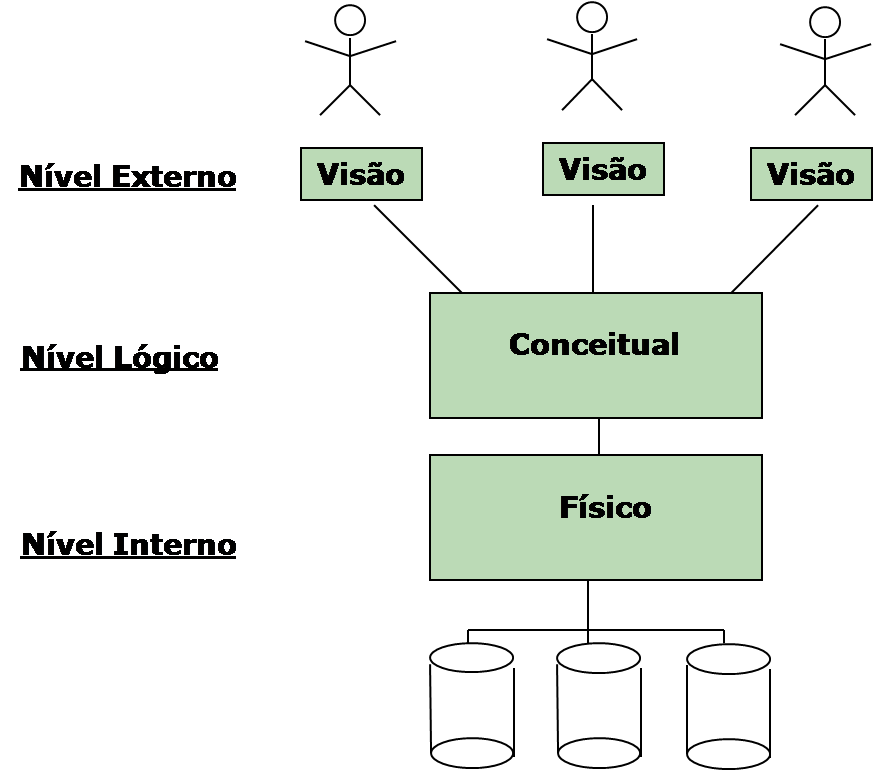 Nível Externo
Visão
Visão
Visão
Nível Lógico
Conceitual
Nível Interno
Físico